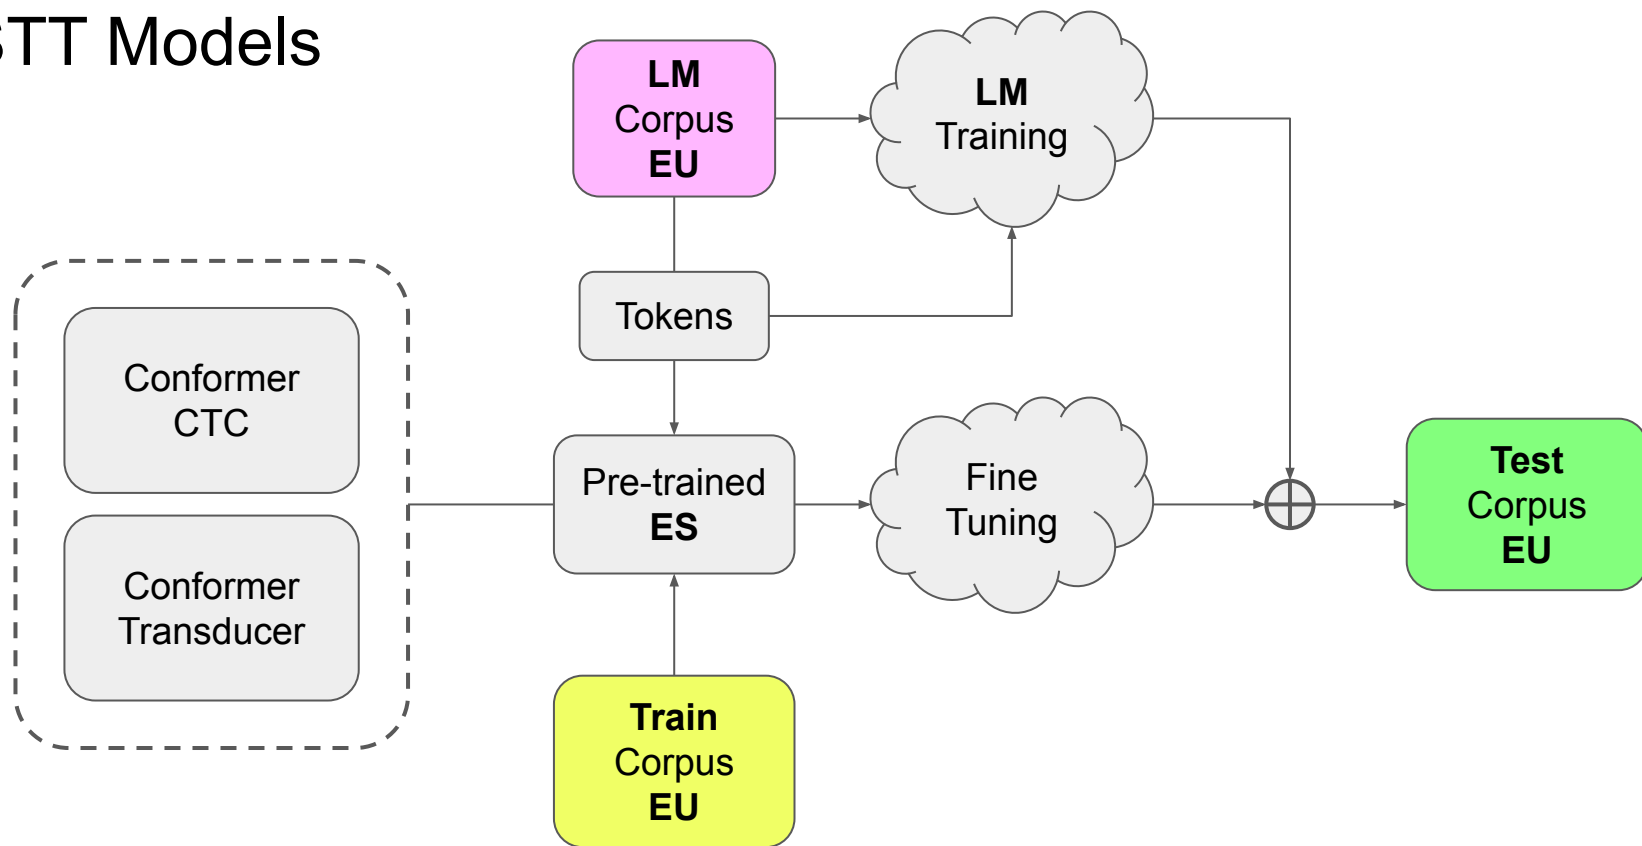 STT Models
LM
Corpus
EU
LM
Training
Tokens
Conformer
CTC
Conformer
Transducer
Pre-trained
ES
Fine
Tuning
Test
Corpus
EU
Train
Corpus
EU